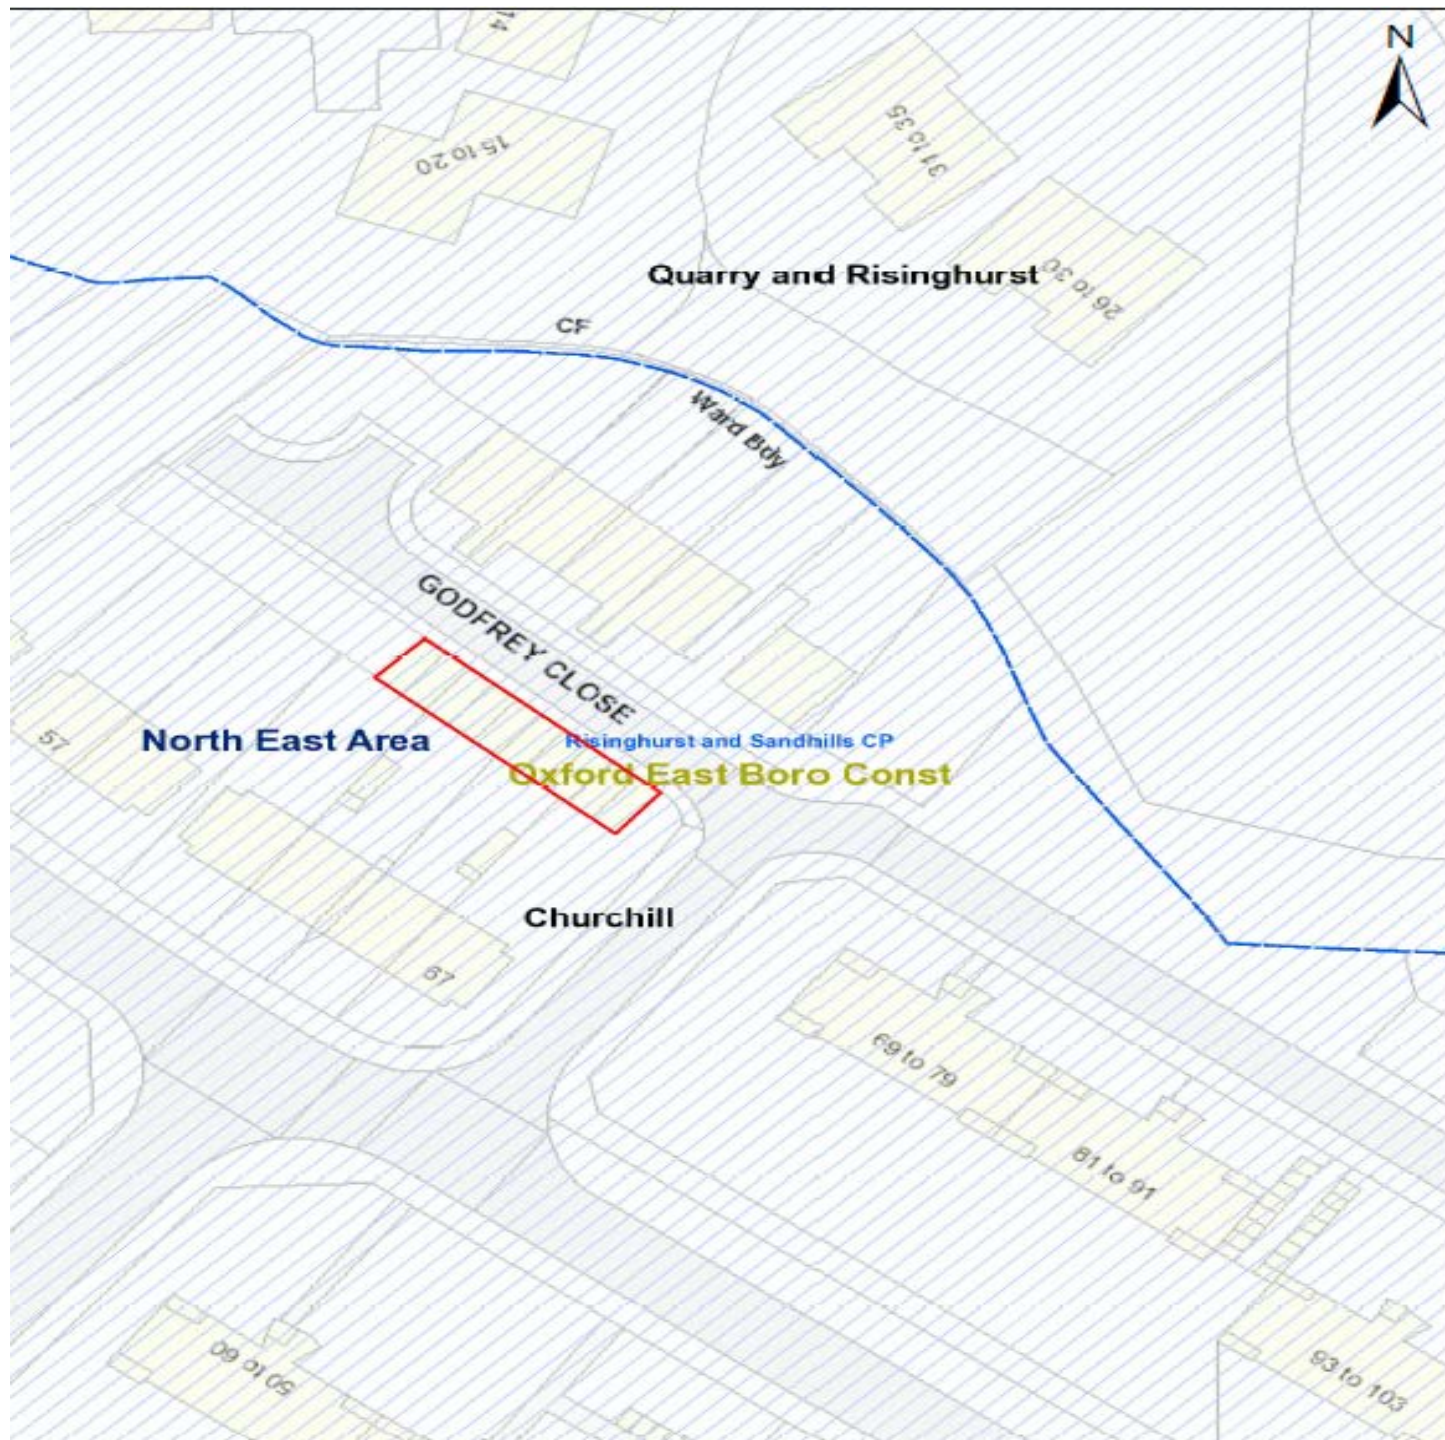 14
N
15 to 20
31 to 35
Quarry and Risinghurst
26 to 30
CF
Ward Bdy
GODFREY CLOSE
57
North East Area
Risinghurst and Sandhills CP
Oxford East Boro Const
Churchill
67
69 to 79
81 to 91
50 to 60
93 to 103